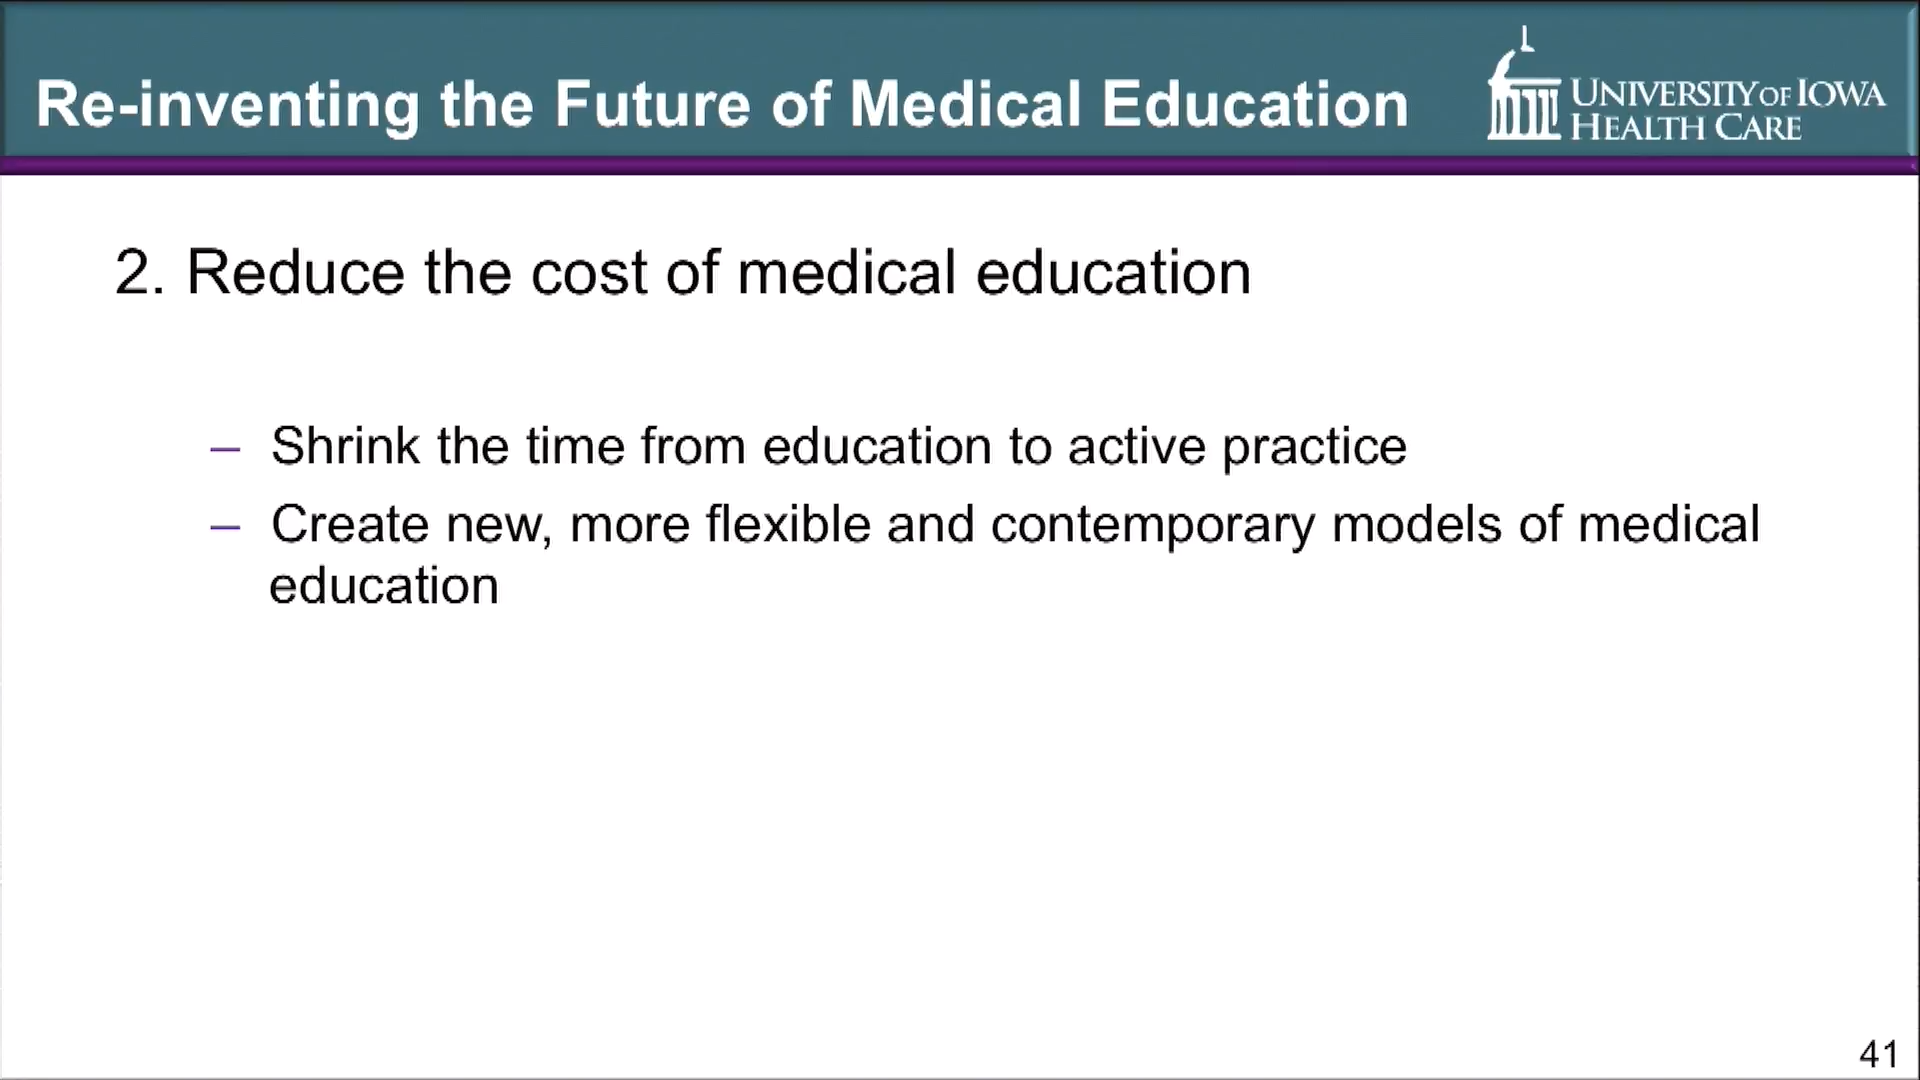 Re-inventing the Future of Medical Education
UNIVERSITY OF IOWA
HEALTH CARE
2. Reduce the cost of medical education
– Shrink the time from education to active practice
– Create new, more flexible and contemporary models of medical
education
41